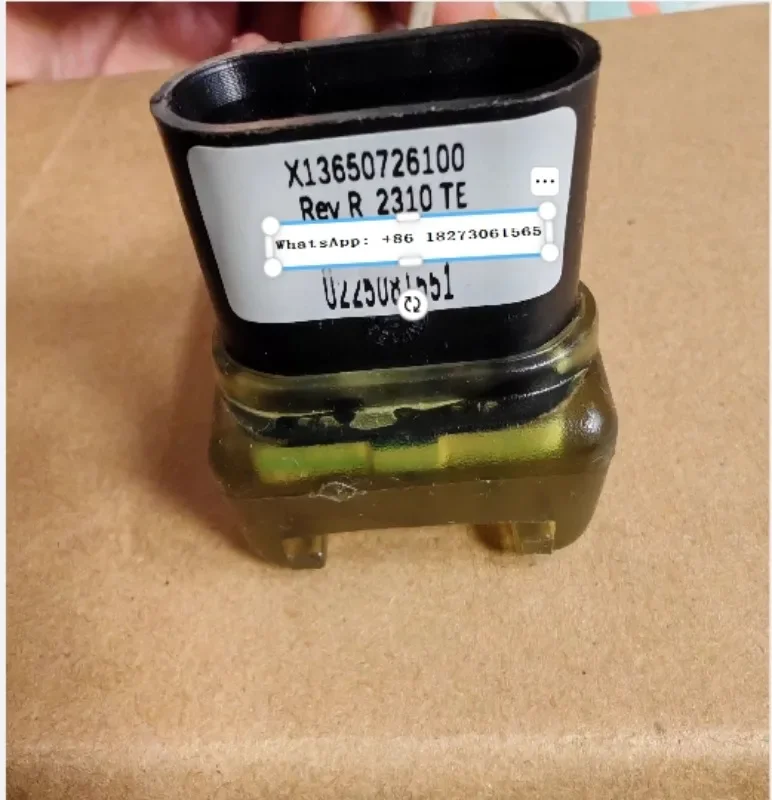 X13650726100
Rev R 2310 TE
WhatsApp: +86 18273061565